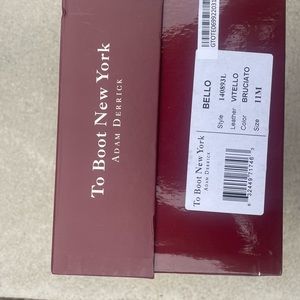 To Boot New York
ADAM DERRICK
BELLO
Style 140893L
Leather VITELLO
Color BRUCIATO
Size 11M
To Boot New York
ADAM DERRICK